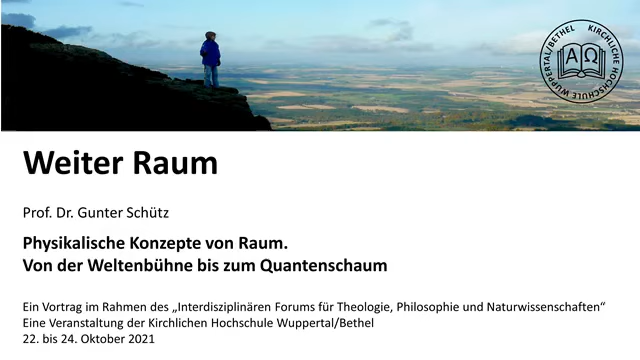 KIRCHLICHE HOCHSCHULE WUPPERTAL/BETHEL
Α Ω
Weiter Raum
Prof. Dr. Gunter Schütz
Physikalische Konzepte von Raum.
Von der Weltenbühne bis zum Quantenschaum
Ein Vortrag im Rahmen des „Interdisziplinären Forums für Theologie, Philosophie und Naturwissenschaften“
Eine Veranstaltung der Kirchlichen Hochschule Wuppertal/Bethel
22. bis 24. Oktober 2021